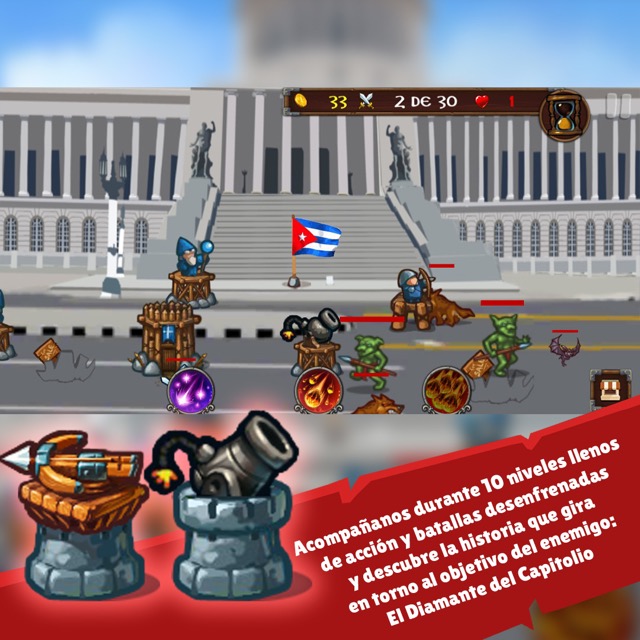 33 2 DE 30 1
Acompañanos durante 10 niveles llenos
de acción y batallas desenfrenadas
y descubre la historia que gira
en torno al objetivo del enemigo:
El Diamante del Capitolio